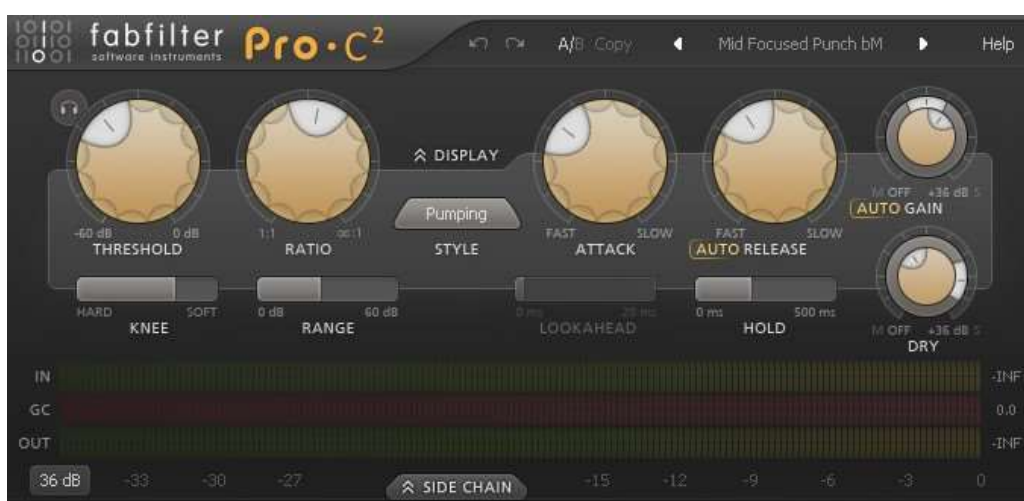 fabfilter Pro·C²
software instruments
A/B Copy Mid Focused Punch bM Help
DISPLAY
Pumping
-60 dB 0 dB 1:1 ∞:1 STYLE FAST SLOW FAST SLOW
THRESHOLD RATIO ATTACK AUTO RELEASE
M OFF +36 dB S
AUTO GAIN
HARD SOFT 0 dB 60 dB 0 ms 20 ms 0 ms 500 ms
KNEE RANGE LOOKAHEAD HOLD
M OFF +36 dB S
DRY
IN -INF
GC 0.0
OUT -INF
36 dB -33 -30 -27 SIDE CHAIN -15 -12 -9 -6 -3 0